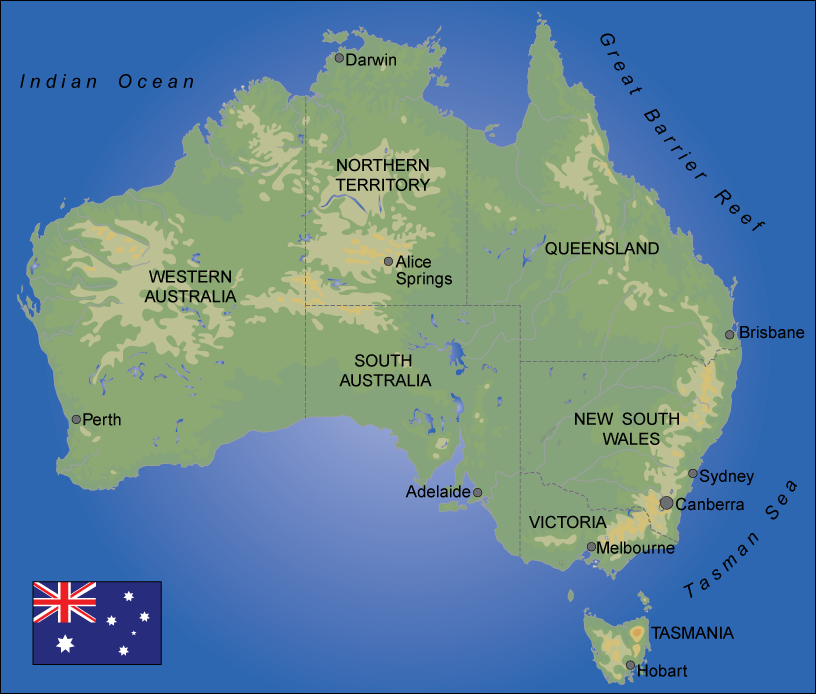 Darwin
Indian Ocean
Great Barrier Reef
NORTHERN
TERRITORY
QUEENSLAND
Alice
Springs
WESTERN
AUSTRALIA
Brisbane
SOUTH
AUSTRALIA
Perth
NEW SOUTH
WALES
Sydney
Adelaide
Canberra
VICTORIA
Melbourne
Tasman Sea
TASMANIA
Hobart